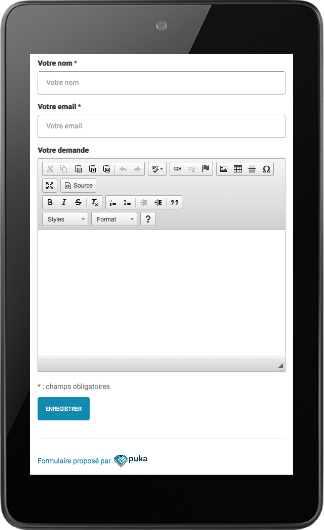 Votre nom *
Votre nom
Votre email *
Votre email
Votre demande
Source
B I S Tx
Styles Format ?
* : champs obligatoires
ENREGISTRER
Formulaire proposé par puka